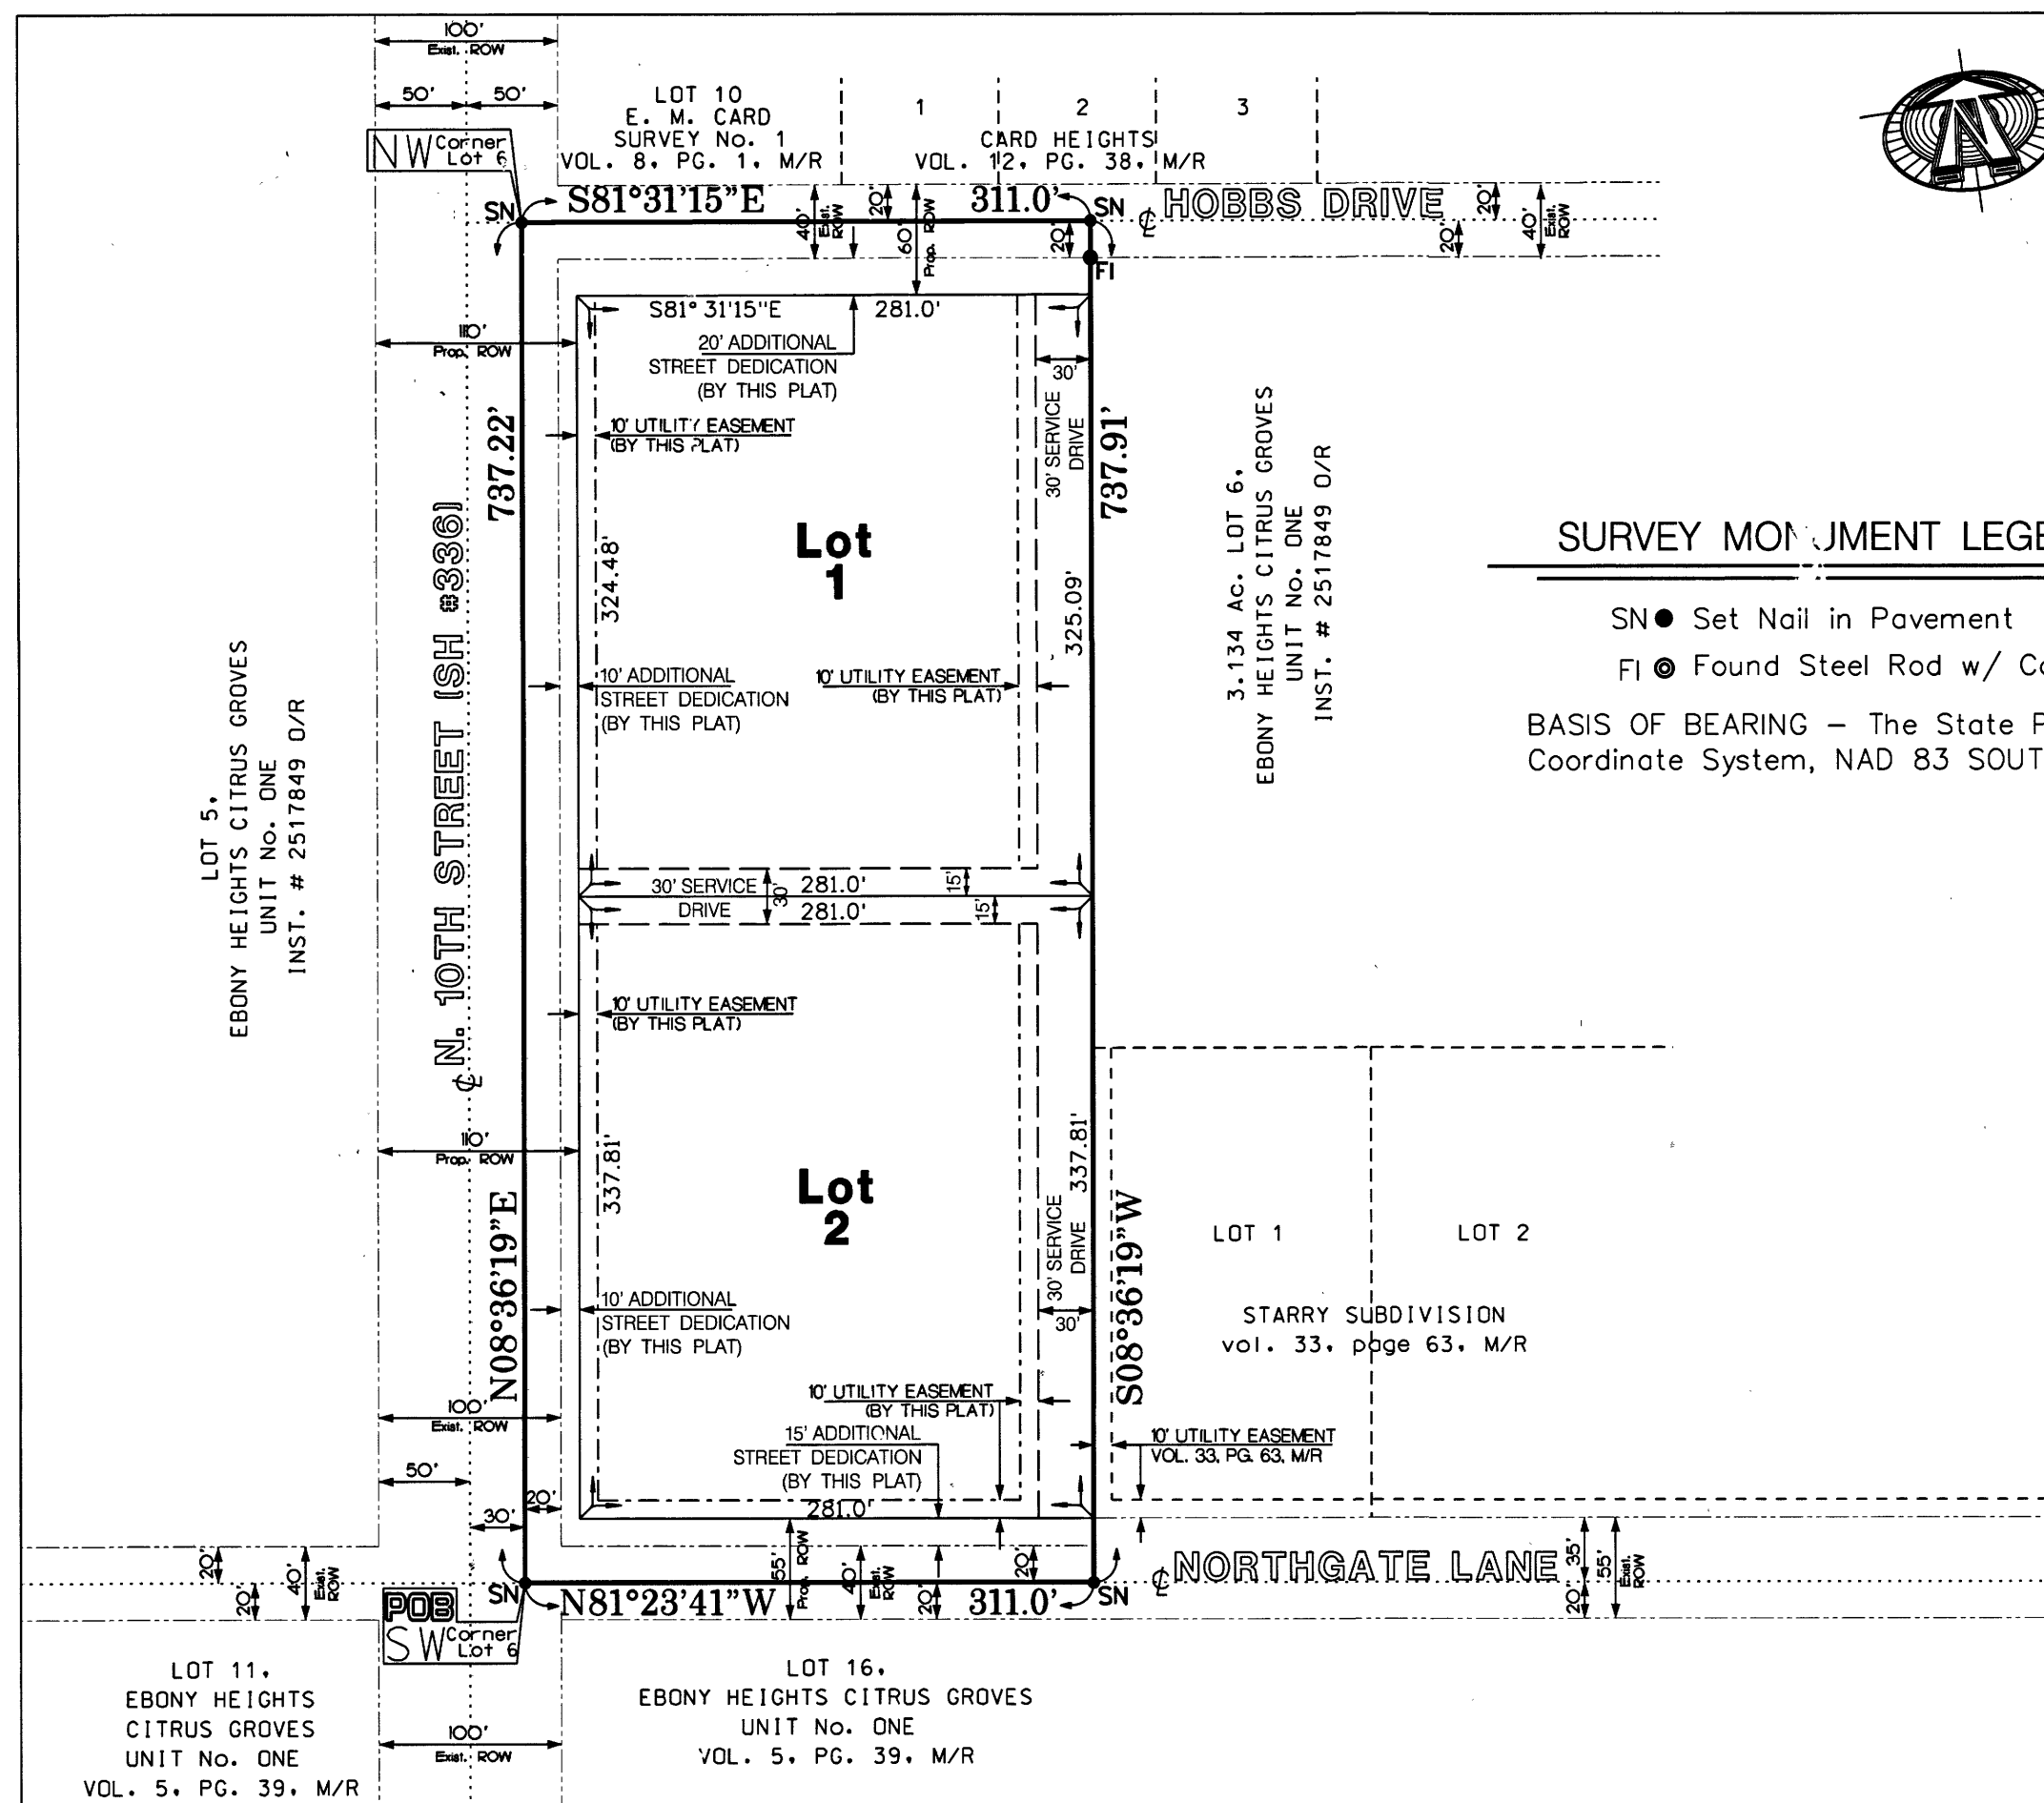 100'
Exist. ROW
50'
50'
NW Corner
Lot 6
LOT 10
E. M. CARD
SURVEY No. 1
VOL. 8, PG. 1, M/R
1
2
3
CARD HEIGHTS
VOL. 12, PG. 38, M/R
N
SN
S81°31'15"E
311.0'
SN
HOBBS DRIVE
40'
Exist.
ROW
20'
60'
Prop. ROW
20'
20'
20'
40'
Exist.
ROW
FI
S81°31'15"E
281.0'
110'
Prop. ROW
20' ADDITIONAL
STREET DEDICATION
(BY THIS PLAT)
30'
30' SERVICE
DRIVE
10' UTILITY EASEMENT
(BY THIS PLAT)
737.22'
737.91'
N. 10TH STREET (SH #336)
324.48'
Lot
1
325.09'
10' ADDITIONAL
STREET DEDICATION
(BY THIS PLAT)
10' UTILITY EASEMENT
(BY THIS PLAT)
3.134 Ac. LOT 6,
EBONY HEIGHTS CITRUS GROVES
UNIT No. ONE
INST. # 2517849 O/R
SURVEY MONUMENT LEGE
SN Set Nail in Pavement
FI Found Steel Rod w/ Ca
BASIS OF BEARING – The State P
Coordinate System, NAD 83 SOUT
LOT 5,
EBONY HEIGHTS CITRUS GROVES
UNIT No. ONE
INST. # 2517849 O/R
30' SERVICE
DRIVE
30'
281.0'
281.0'
15'
15'
10' UTILITY EASEMENT
(BY THIS PLAT)
110'
Prop. ROW
337.81'
Lot
2
337.81'
30' SERVICE
DRIVE
30'
N08°36'19"E
S08°36'19"W
LOT 1
LOT 2
STARRY SUBDIVISION
vol. 33, page 63, M/R
10' ADDITIONAL
STREET DEDICATION
(BY THIS PLAT)
10' UTILITY EASEMENT
(BY THIS PLAT)
15' ADDITIONAL
STREET DEDICATION
(BY THIS PLAT)
281.0'
10' UTILITY EASEMENT
VOL. 33, PG. 63, M/R
100'
Exist. ROW
50'
20'
30'
20'
20'
40'
Exist.
ROW
POB
SW Corner
Lot 6
SN
N81°23'41"W
55'
Prop. ROW
40'
Exist.
ROW
20'
20'
311.0'
SN
NORTHGATE LANE
35'
20'
55'
Exist.
ROW
LOT 11,
EBONY HEIGHTS
CITRUS GROVES
UNIT No. ONE
VOL. 5, PG. 39, M/R
100'
Exist. ROW
LOT 16,
EBONY HEIGHTS CITRUS GROVES
UNIT No. ONE
VOL. 5, PG. 39, M/R